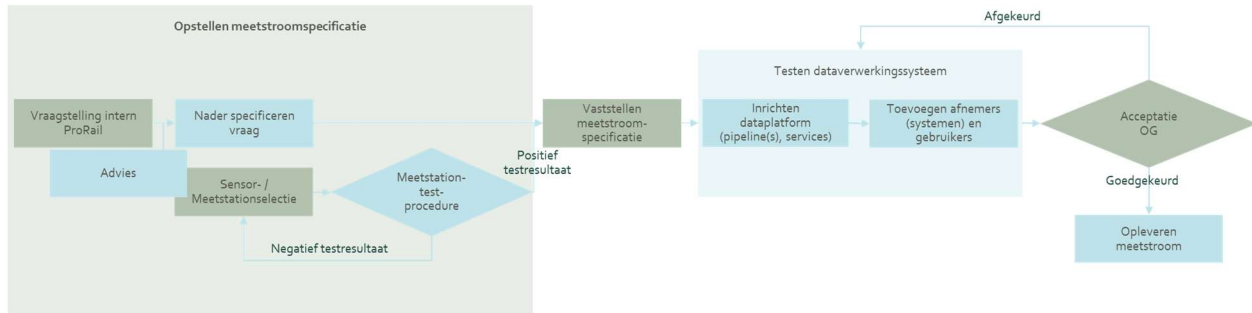 Opstellen meetstroomspecificatie
Vraagstelling intern
ProRail
Nader specificeren
vraag
Advies
Sensor- /
Meetstationselectie
Meetstation-
test-
procedure
Negatief testresultaat
Positief
testresultaat
Vaststellen
meetstroom-
specificatie
Testen dataverwerkingssysteem
Inrichten
dataplatform
(pipeline(s), services)
Toevoegen afnemers
(systemen) en
gebruikers
Afgekeurd
Acceptatie
OG
Goedgekeurd
Opleveren
meetstroom